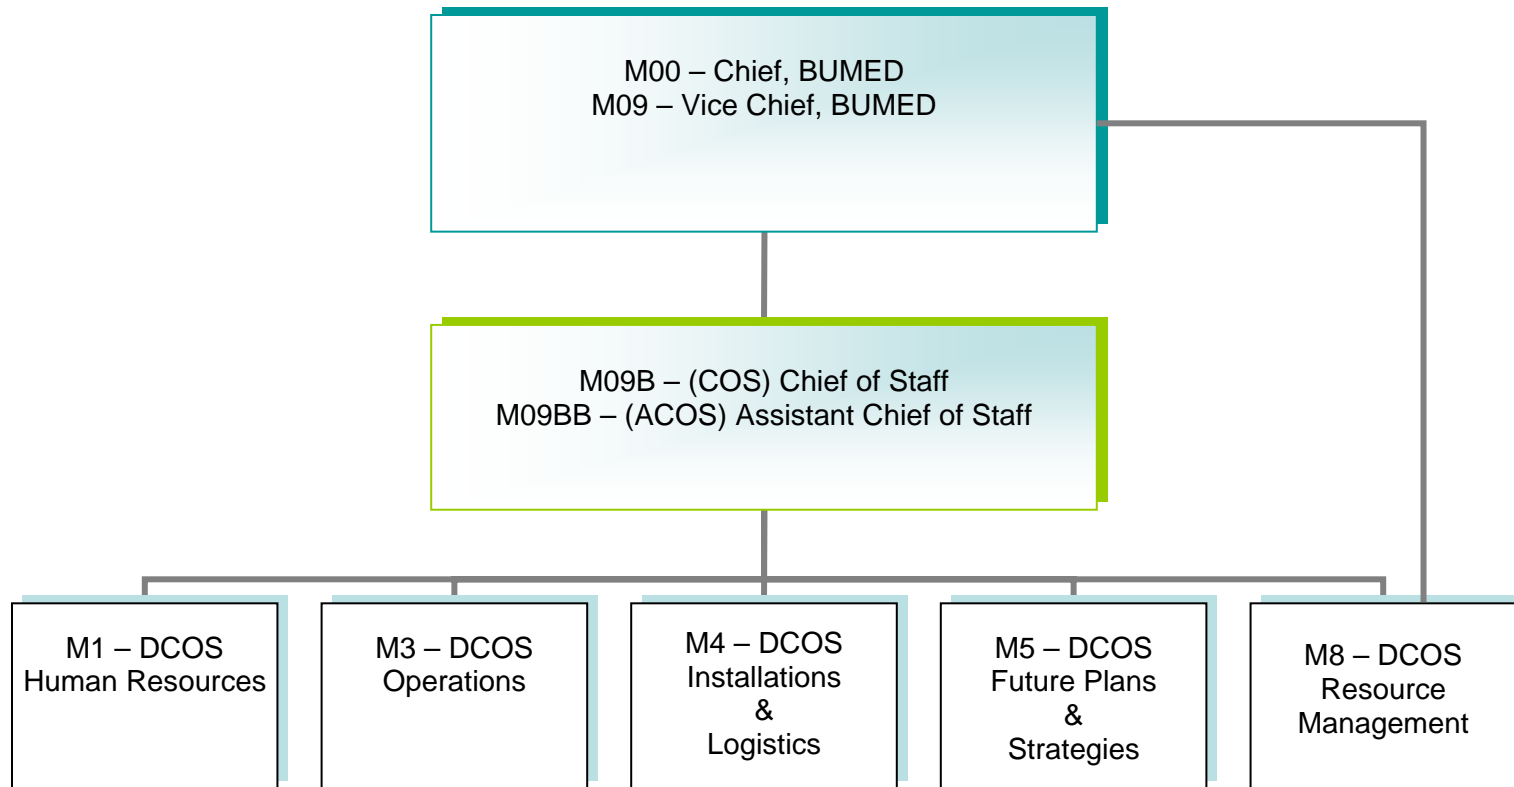 M00 – Chief, BUMED
M09 – Vice Chief, BUMED
M09B – (COS) Chief of Staff
M09BB – (ACOS) Assistant Chief of Staff
M1 – DCOS
Human Resources
M3 – DCOS
Operations
M4 – DCOS
Installations
&
Logistics
M5 – DCOS
Future Plans
&
Strategies
M8 – DCOS
Resource
Management